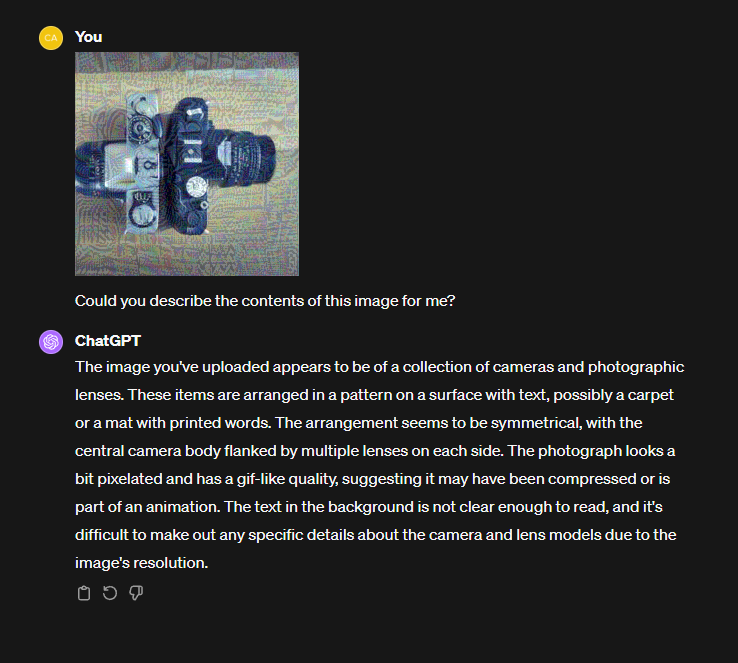 CA
You
Could you describe the contents of this image for me?
ChatGPT
The image you've uploaded appears to be of a collection of cameras and photographic
lenses. These items are arranged in a pattern on a surface with text, possibly a carpet
or a mat with printed words. The arrangement seems to be symmetrical, with the
central camera body flanked by multiple lenses on each side. The photograph looks a
bit pixelated and has a gif-like quality, suggesting it may have been compressed or is
part of an animation. The text in the background is not clear enough to read, and it's
difficult to make out any specific details about the camera and lens models due to the
image's resolution.